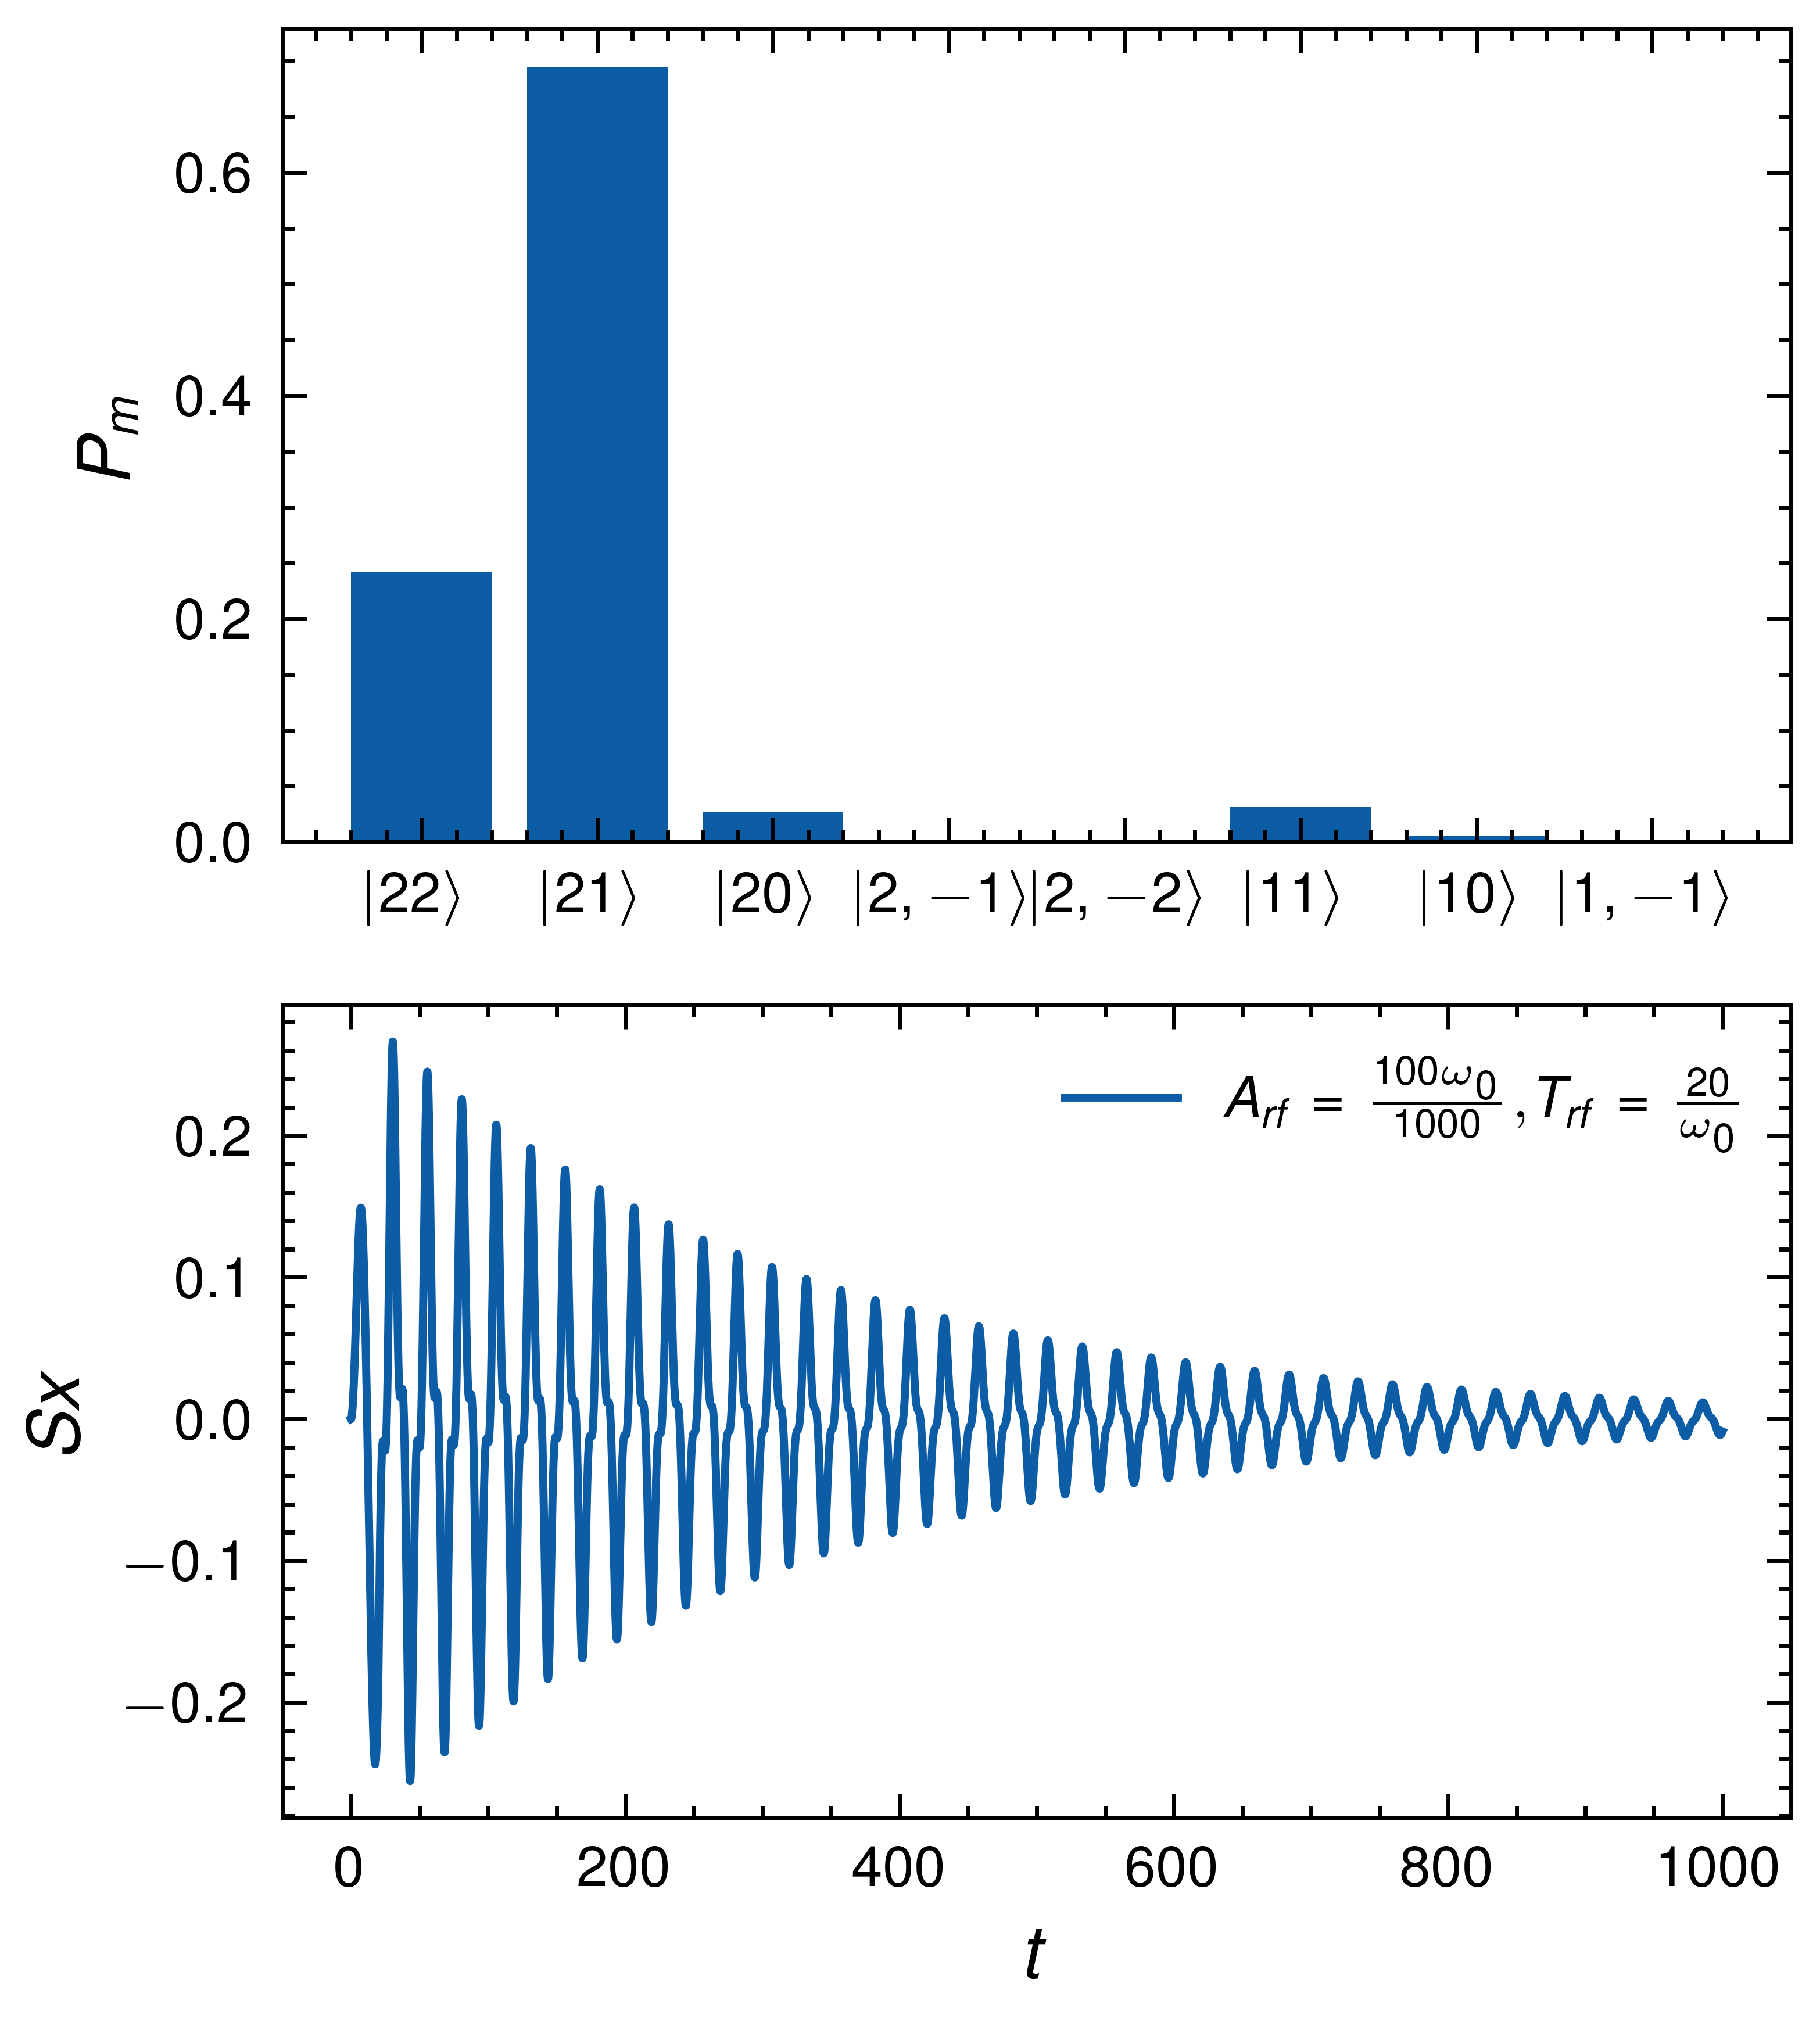 0.6
0.4
0.2
0.0
P_m
|22⟩ |21⟩ |20⟩ |2, −1⟩ |2, −2⟩ |11⟩ |10⟩ |1, −1⟩
A_rf = 100ω_0/1000, T_rf = 20/ω_0
0.2
0.1
0.0
−0.1
−0.2
Sx
0 200 400 600 800 1000
t